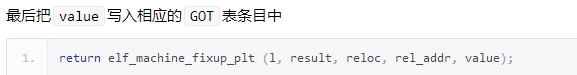 最后把 value 写入相应的 GOT 表条目中
1. return elf_machine_fixup_plt (l, result, reloc, rel_addr, value);